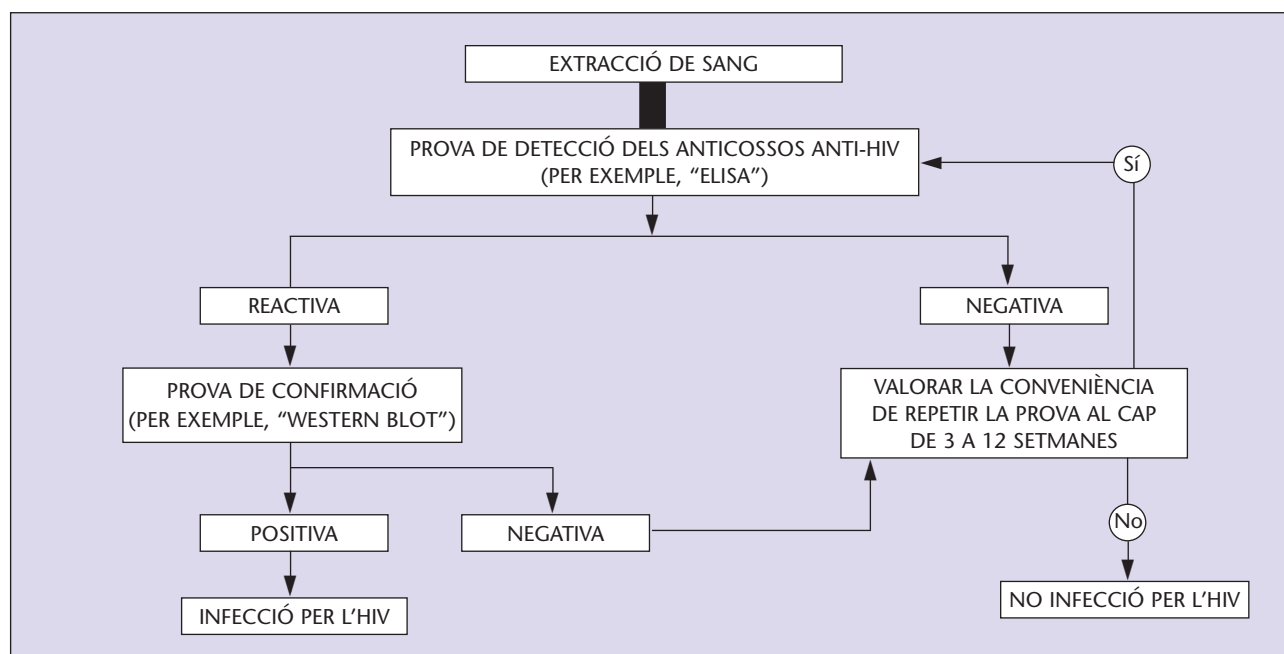 EXTRACCIÓ DE SANG
PROVA DE DETECCIÓ DELS ANTICOSSOS ANTI-HIV
(PER EXEMPLE, “ELISA”)
Sí
REACTIVA
NEGATIVA
PROVA DE CONFIRMACIÓ
(PER EXEMPLE, “WESTERN BLOT”)
VALORAR LA CONVENIÈNCIA
DE REPETIR LA PROVA AL CAP
DE 3 A 12 SETMANES
POSITIVA
NEGATIVA
No
INFECCIÓ PER L’HIV
NO INFECCIÓ PER L’HIV